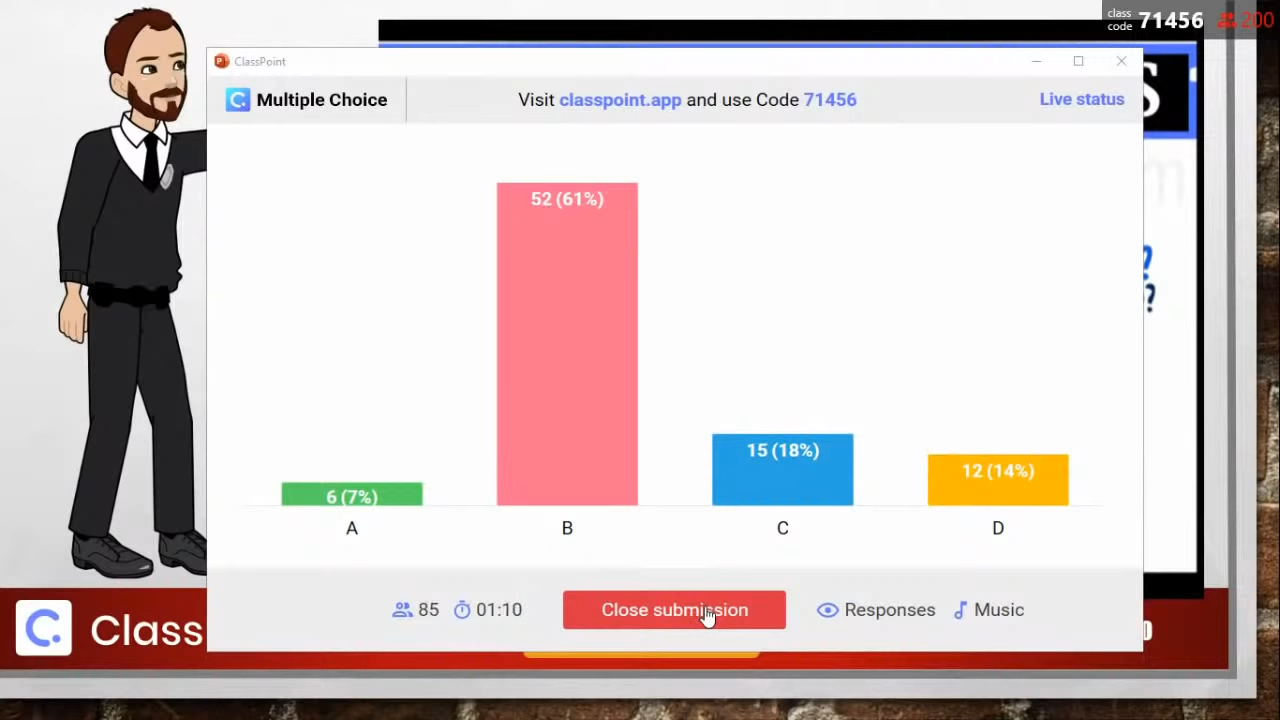 class
code 71456 200
ClassPoint
Multiple Choice
Visit classpoint.app and use Code 71456
Live status
52 (61%)
15 (18%)
12 (14%)
6 (7%)
A
B
C
D
85
01:10
Close submission
Responses
Music
Class